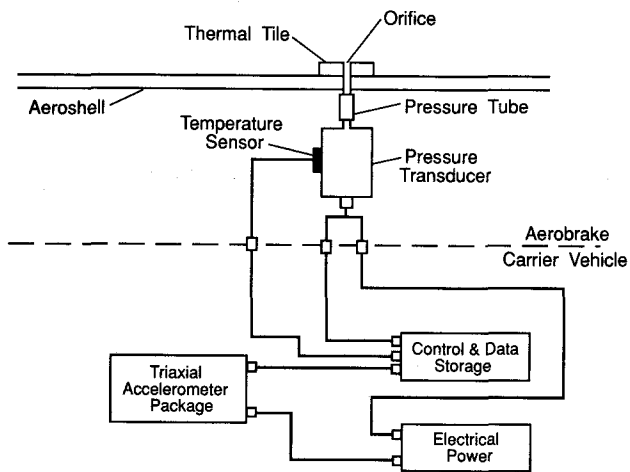 Orifice
Thermal Tile
Aeroshell
Pressure Tube
Temperature
Sensor
Pressure
Transducer
Aerobrake
Carrier Vehicle
Control & Data
Storage
Triaxial
Accelerometer
Package
Electrical
Power